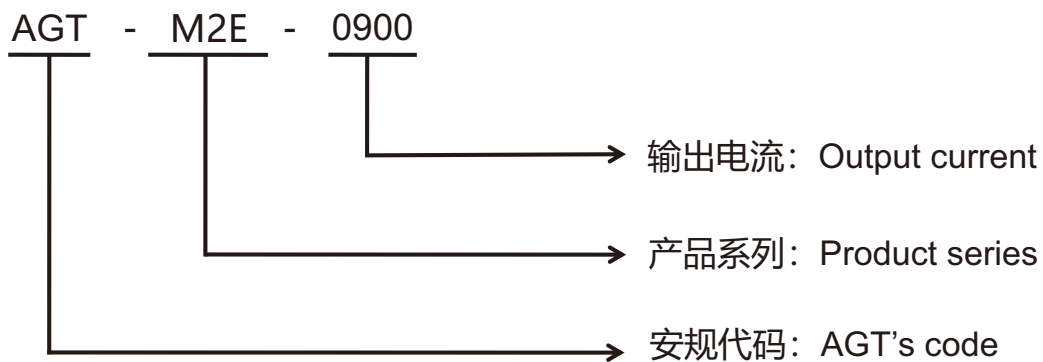 AGT - M2E - 0900
输出电流：Output current
产品系列：Product series
安规代码：AGT's code